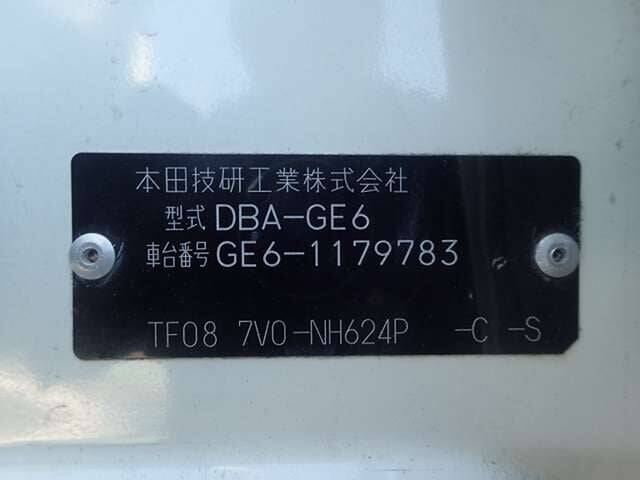 本田技研工業株式会社
型式 DBA-GE6
車台番号 GE6-1179783
TF08 7V0-NH624P -C -S